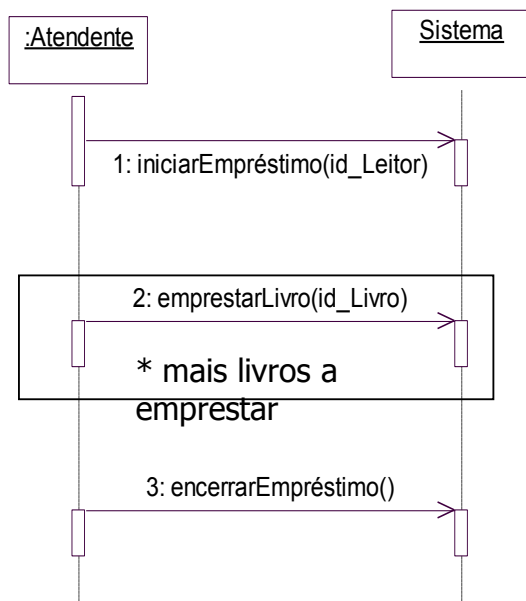 :Atendente
Sistema
1: iniciarEmpréstimo(id_Leitor)
2: emprestarLivro(id_Livro)
* mais livros a
emprestar
3: encerrarEmpréstimo()